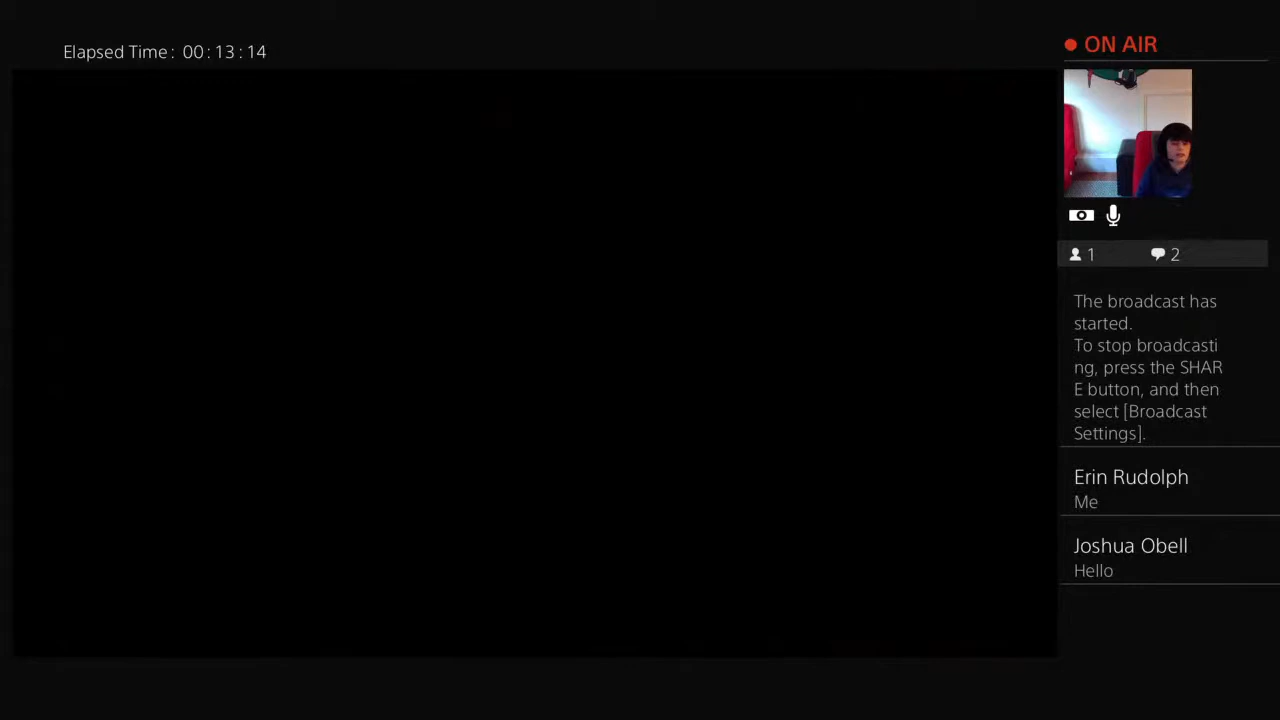 Elapsed Time: 00:13:14
ON AIR
1 2
The broadcast has
started.
To stop broadcasti
ng, press the SHAR
E button, and then
select [Broadcast
Settings].
Erin Rudolph
Me
Joshua Obell
Hello